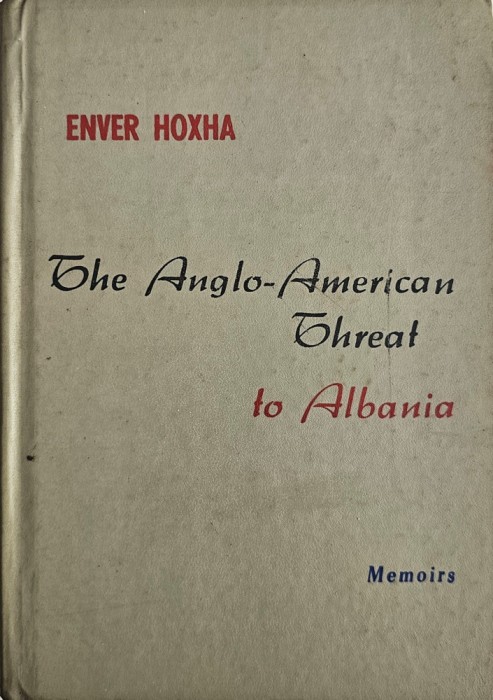 ENVER HOXHA
The Anglo-American
Threat
to Albania
Memoirs